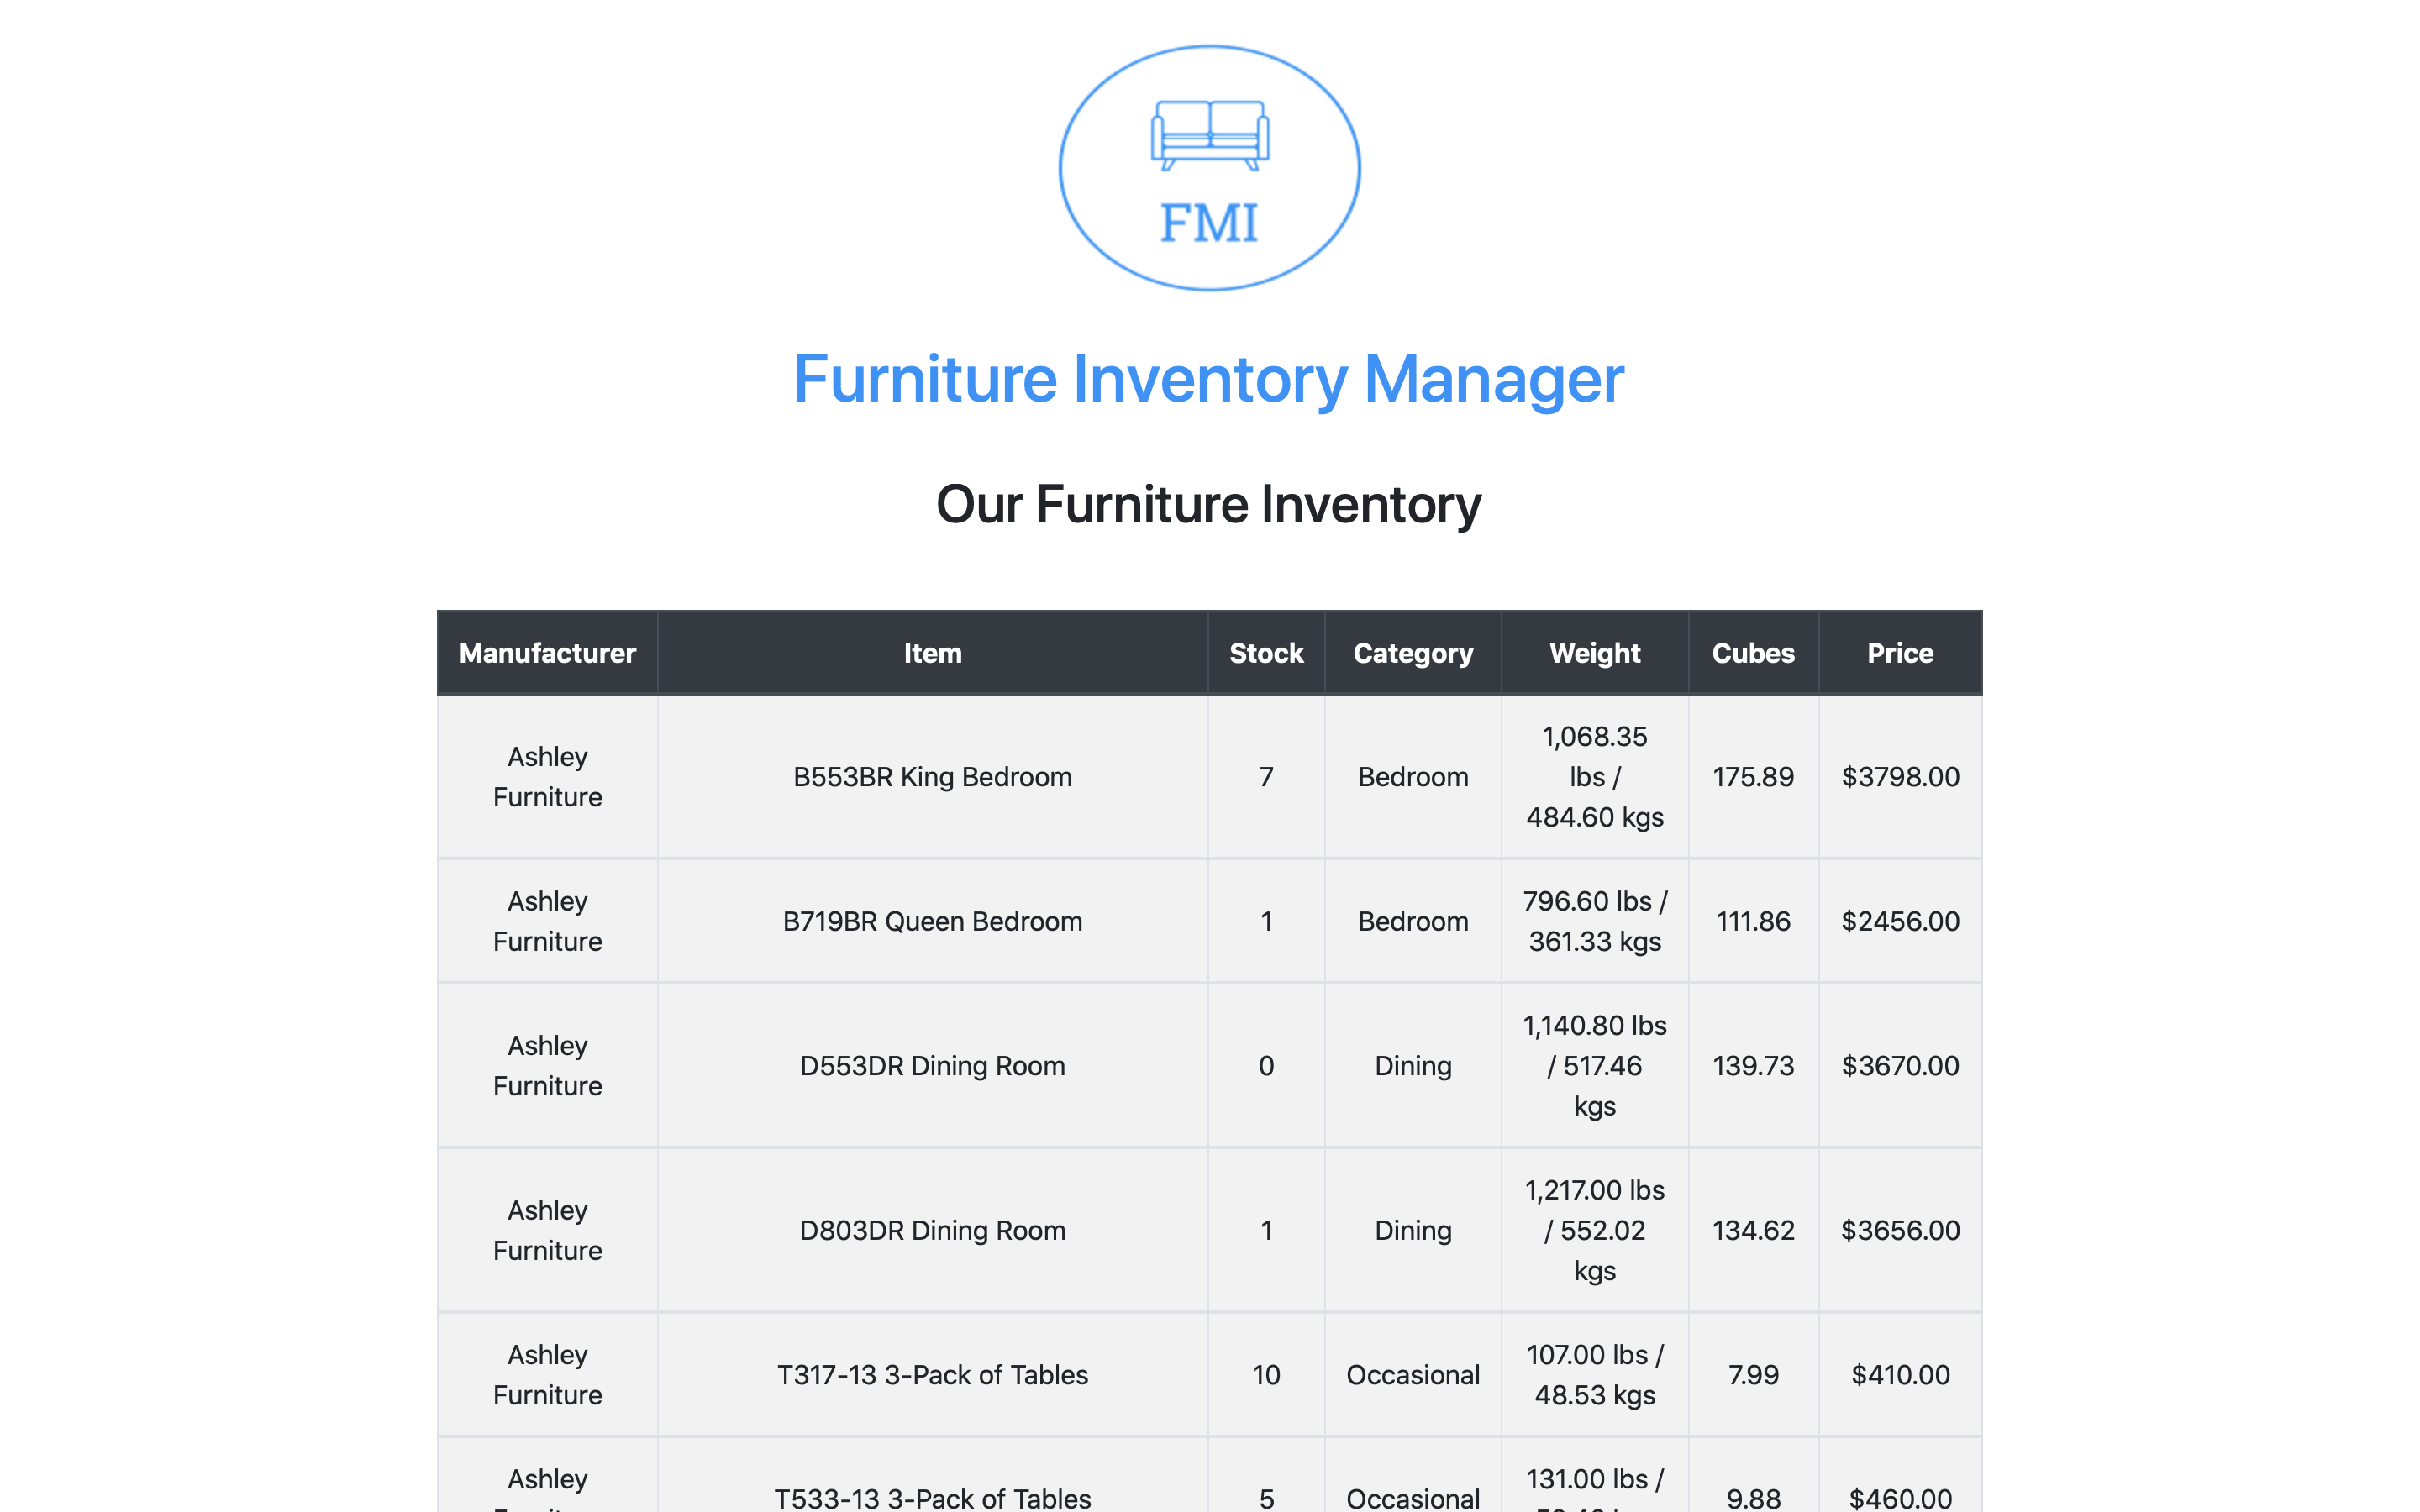 FMI
Furniture Inventory Manager
Our Furniture Inventory
Manufacturer Item Stock Category Weight Cubes Price
Ashley Furniture B553BR King Bedroom 7 Bedroom 1,068.35 lbs / 484.60 kgs 175.89 $3798.00
Ashley Furniture B719BR Queen Bedroom 1 Bedroom 796.60 lbs / 361.33 kgs 111.86 $2456.00
Ashley Furniture D553DR Dining Room 0 Dining 1,140.80 lbs / 517.46 kgs 139.73 $3670.00
Ashley Furniture D803DR Dining Room 1 Dining 1,217.00 lbs / 552.02 kgs 134.62 $3656.00
Ashley Furniture T317-13 3-Pack of Tables 10 Occasional 107.00 lbs / 48.53 kgs 7.99 $410.00
Ashley T533-13 3-Pack of Tables 5 Occasional 131.00 lbs / 9.88 $460.00